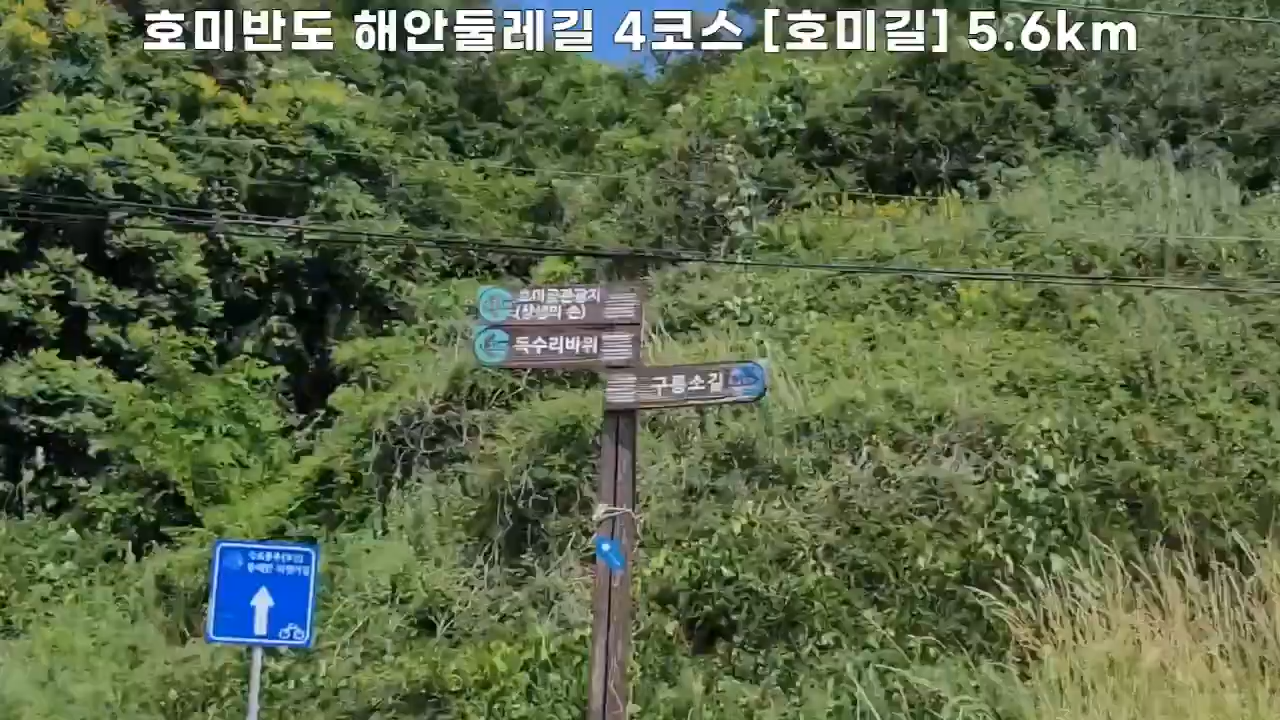 호미반도 해안둘레길 4코스 [호미길] 5.6km
호미곶관광지
(상생의 손)
독수리바위
구룡소길